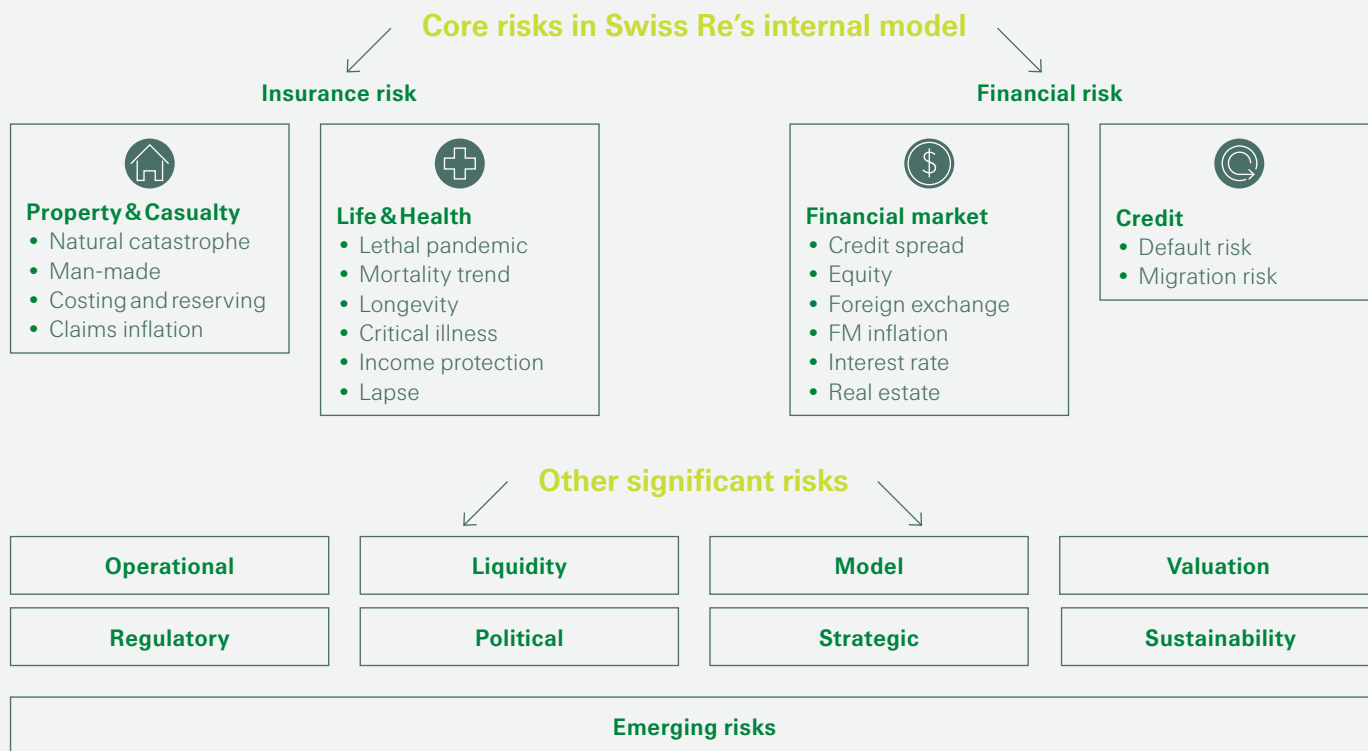 Core risks in Swiss Re’s internal model
Insurance risk
Property & Casualty
• Natural catastrophe
• Man-made
• Costing and reserving
• Claims inflation
Life & Health
• Lethal pandemic
• Mortality trend
• Longevity
• Critical illness
• Income protection
• Lapse
Financial risk
$
Financial market
• Credit spread
• Equity
• Foreign exchange
• FM inflation
• Interest rate
• Real estate
Credit
• Default risk
• Migration risk
Other significant risks
Operational
Liquidity
Model
Valuation
Regulatory
Political
Strategic
Sustainability
Emerging risks